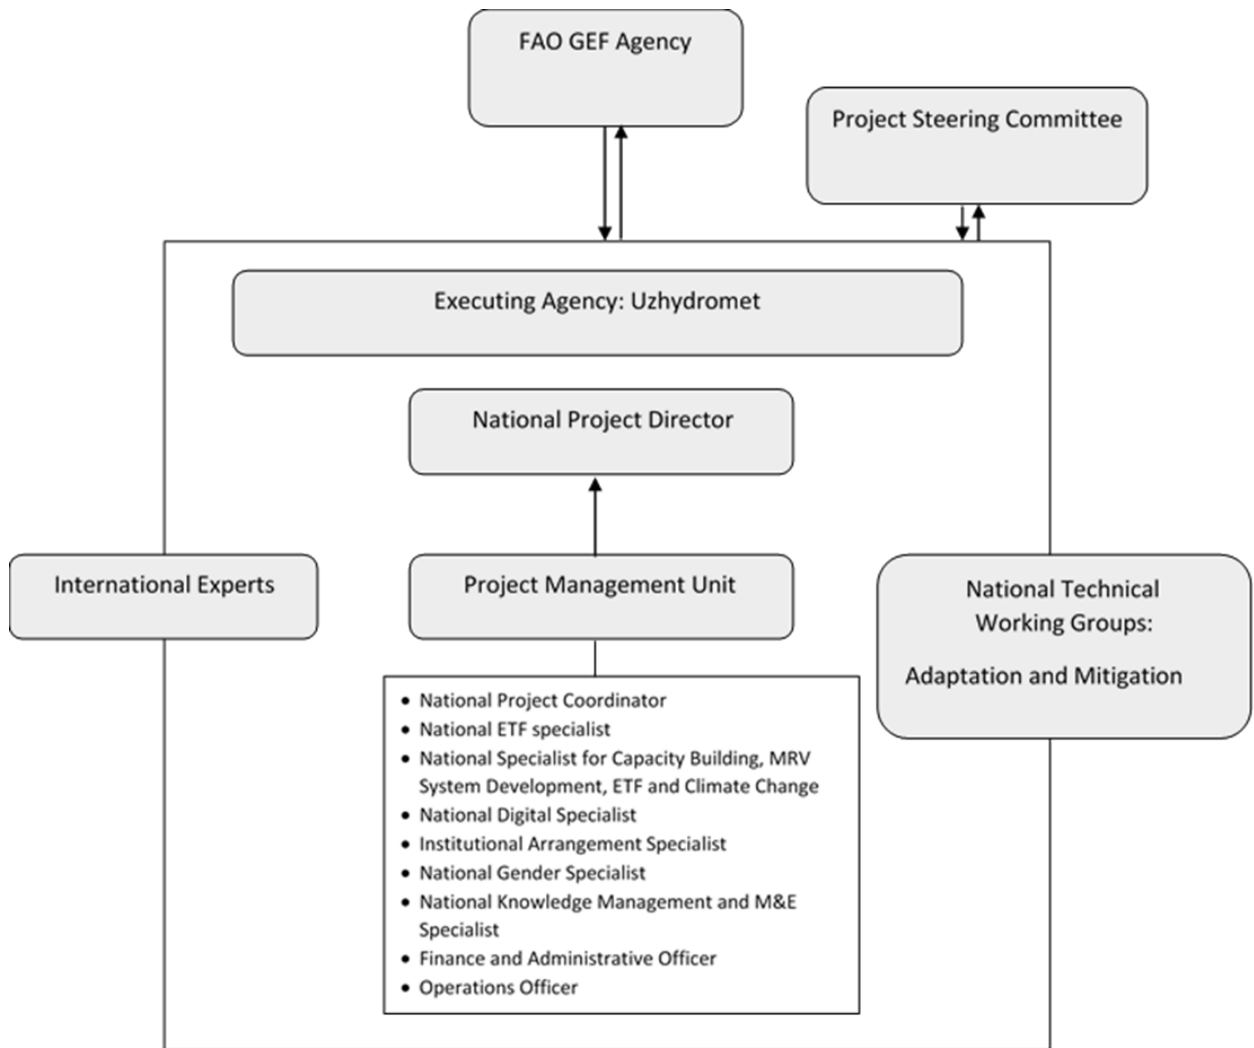 FAO GEF Agency
Project Steering Committee
Executing Agency: Uzhydromet
National Project Director
International Experts
Project Management Unit
National Technical
Working Groups:
Adaptation and Mitigation
• National Project Coordinator
• National ETF specialist
• National Specialist for Capacity Building, MRV
System Development, ETF and Climate Change
• National Digital Specialist
• Institutional Arrangement Specialist
• National Gender Specialist
• National Knowledge Management and M&E
Specialist
• Finance and Administrative Officer
• Operations Officer